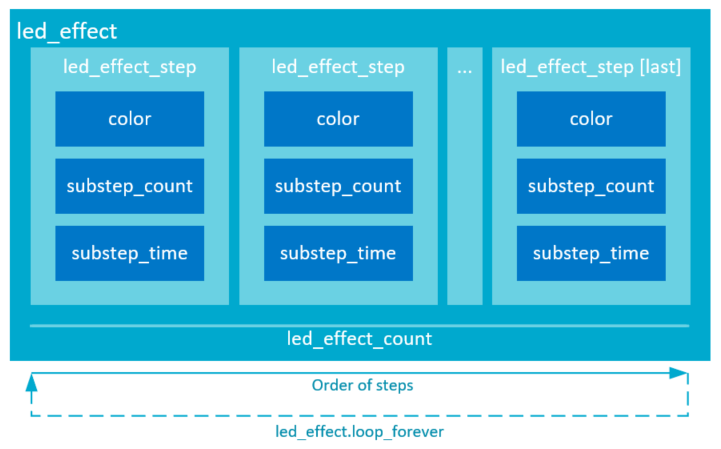 led_effect
led_effect_step
led_effect_step
...
led_effect_step [last]
color
color
color
substep_count
substep_count
substep_count
substep_time
substep_time
substep_time
led_effect_count
Order of steps
led_effect.loop_forever